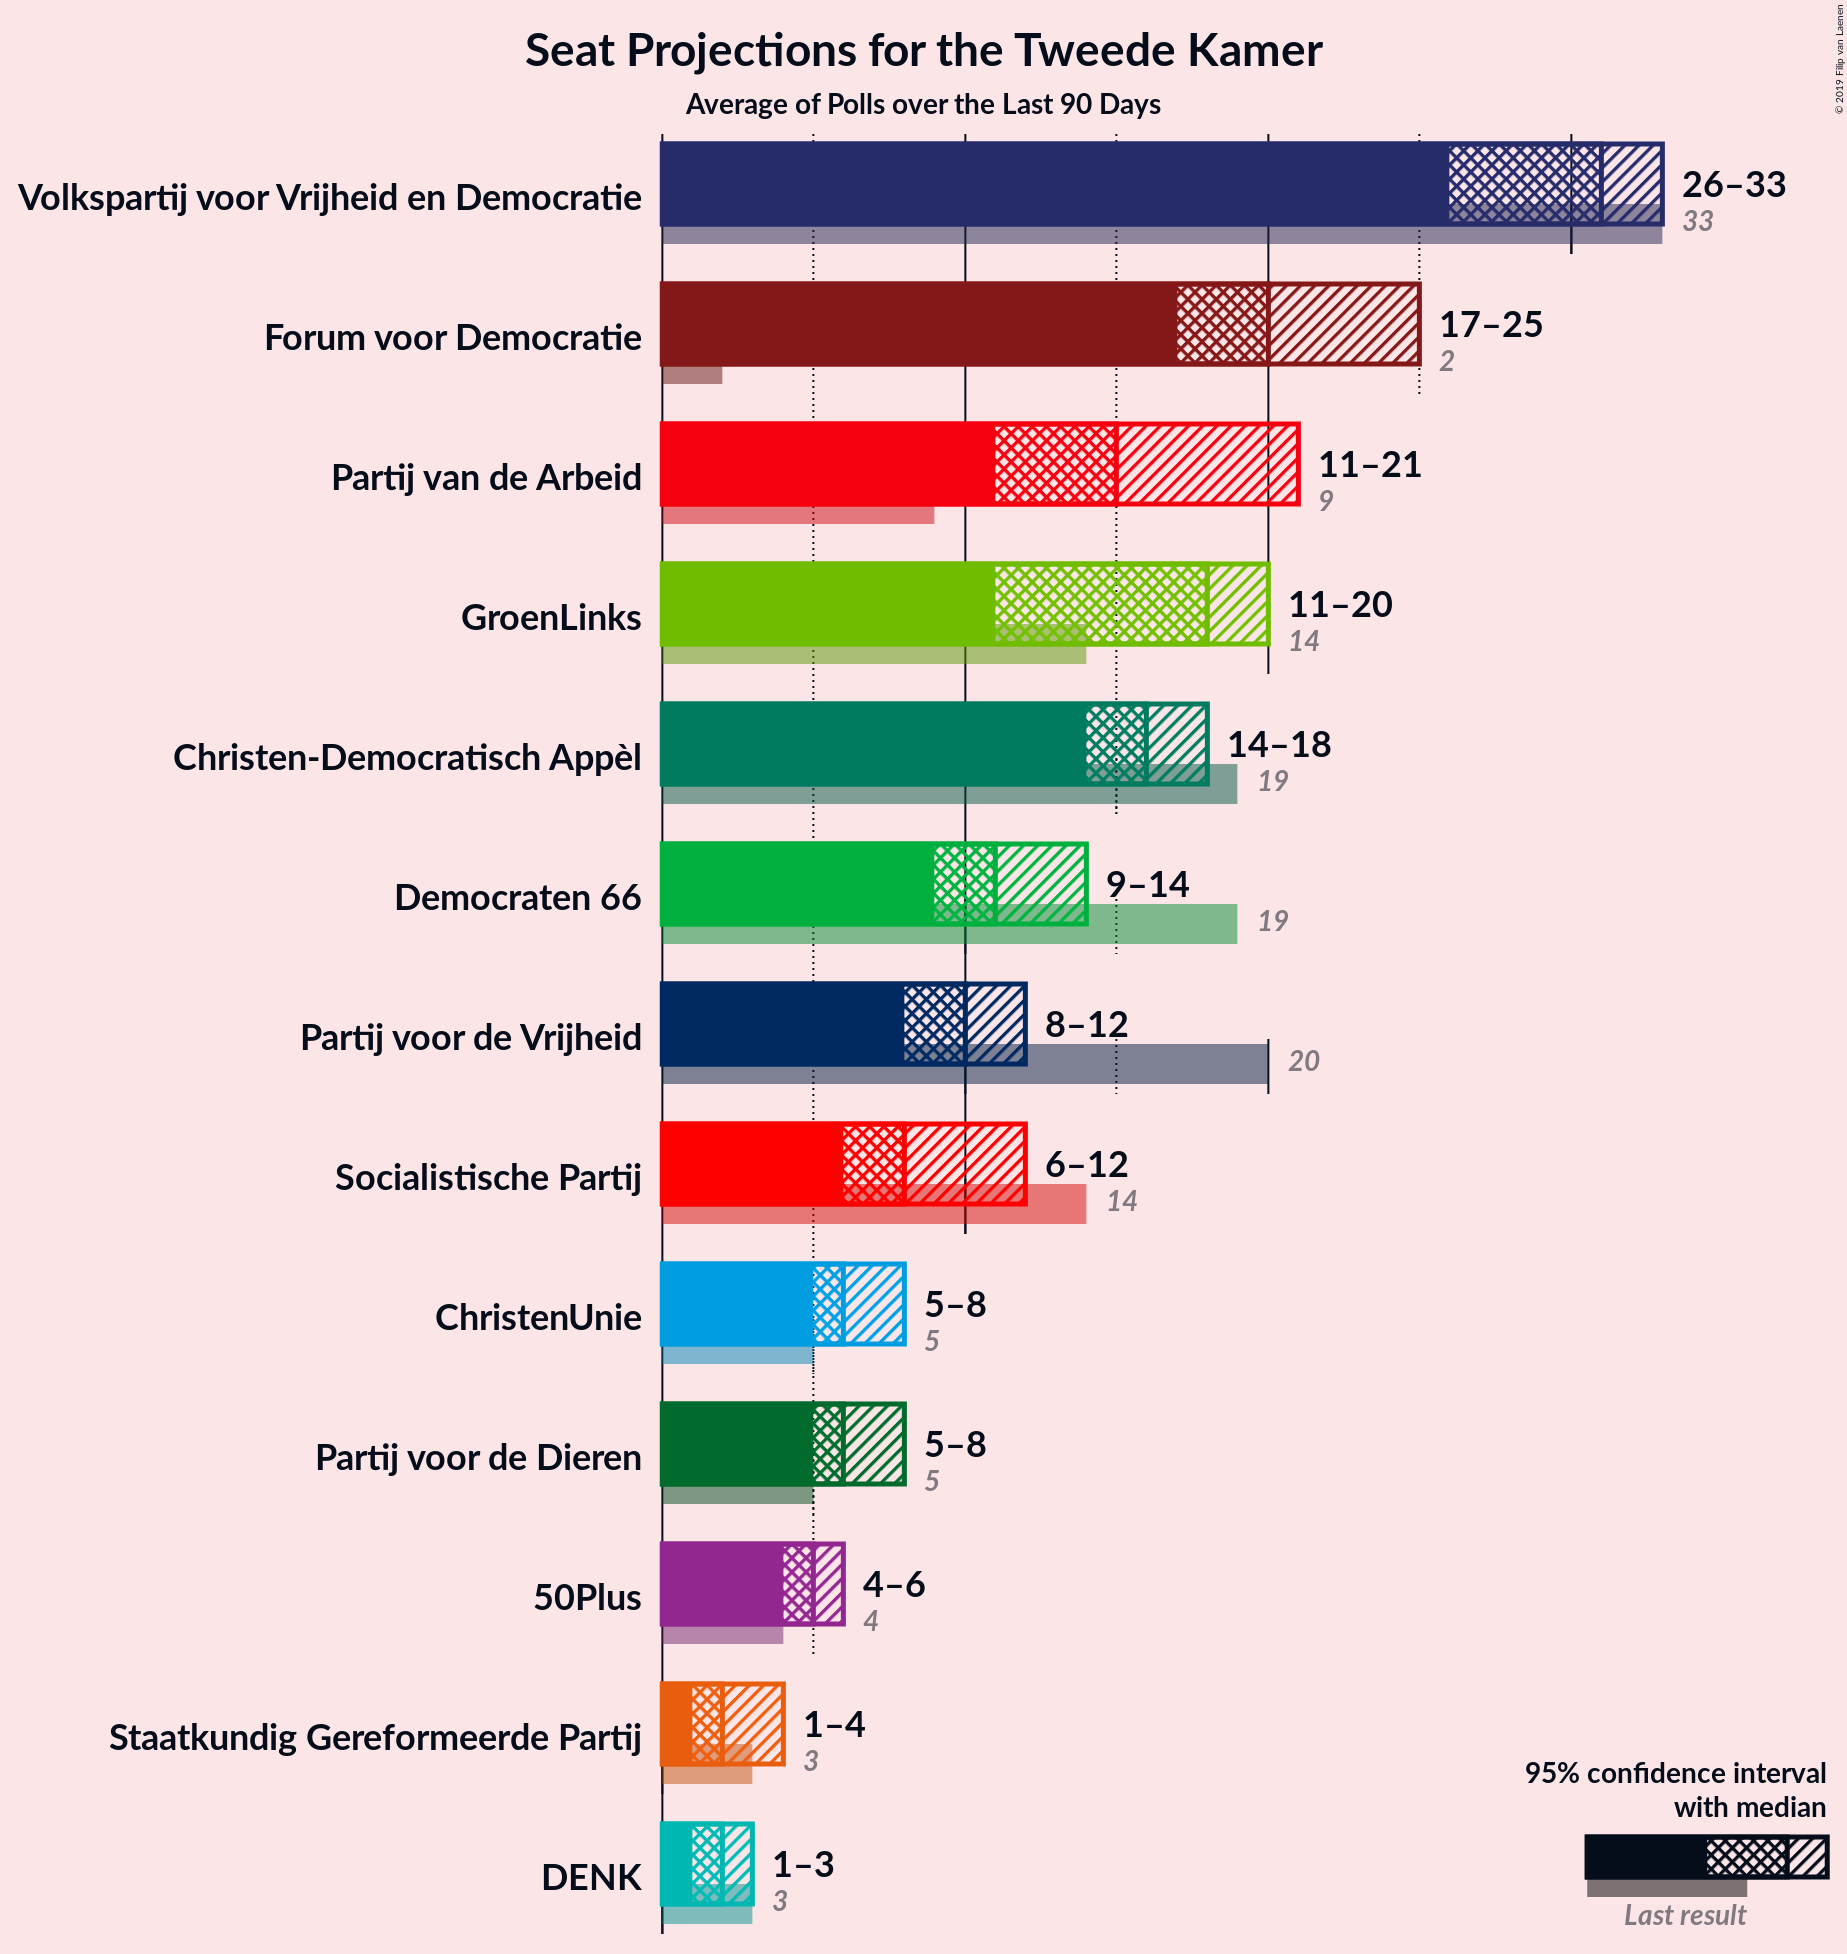 Seat Projections for the Tweede Kamer
Average of Polls over the Last 90 Days
© 2019 Filip van Laenen
Volkspartij voor Vrijheid en Democratie
26–33
33
Forum voor Democratie
17–25
2
Partij van de Arbeid
11–21
9
GroenLinks
11–20
14
Christen-Democratisch Appèl
14–18
19
Democraten 66
9–14
19
Partij voor de Vrijheid
8–12
20
Socialistische Partij
6–12
14
ChristenUnie
5–8
5
Partij voor de Dieren
5–8
5
50Plus
4–6
4
Staatkundig Gereformeerde Partij
1–4
3
DENK
1–3
3
95% confidence interval
with median
Last result